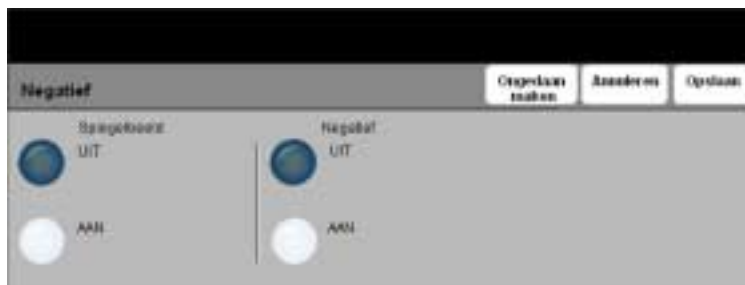 Negatief
Ongedaan
maken
Annuleren
Opslaan
Spiegelbeeld
UIT
AAN
Negatief
UIT
AAN